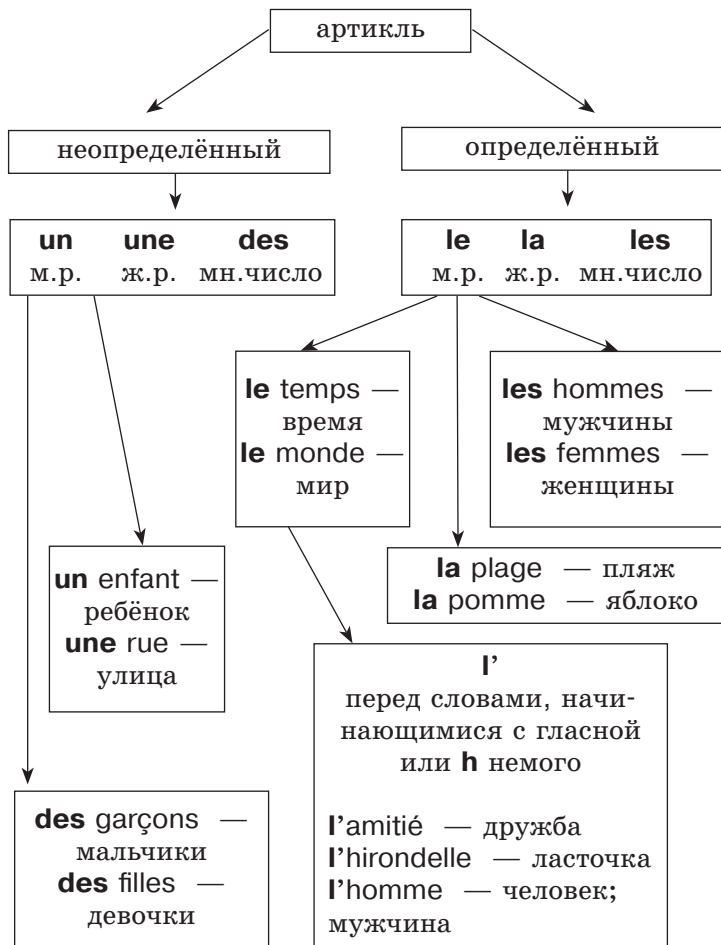 артикль
неопределённый
определённый
un une des
м.р. ж.р. мн.число
le la les
м.р. ж.р. мн.число
le temps —
время
le monde —
мир
les hommes —
мужчины
les femmes —
женщины
un enfant —
ребёнок
une rue —
улица
la plage — пляж
la pomme — яблоко
l’
перед словами, начи-
нающимися с гласной
или h немого
l’amitié — дружба
l’hirondelle — ласточка
l’homme — человек;
мужчина
des garçons —
мальчики
des filles —
девочки